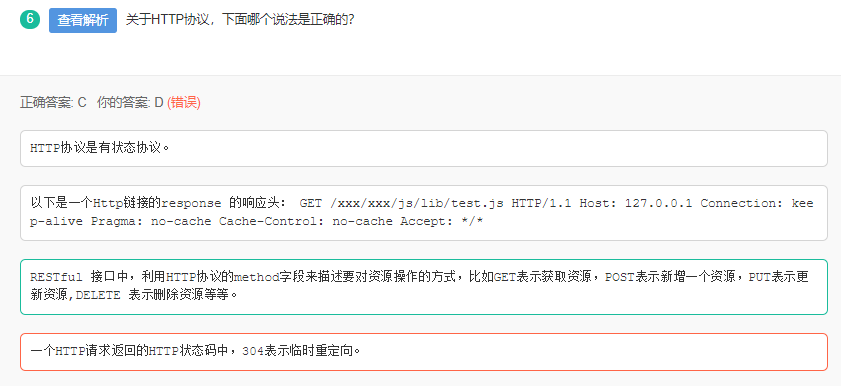 6 查看解析 关于HTTP协议，下面哪个说法是正确的？
正确答案: C 你的答案: D (错误)
HTTP协议是有状态协议。
以下是一个Http链接的response 的响应头： GET /xxx/xxx/js/lib/test.js HTTP/1.1 Host: 127.0.0.1 Connection: kee
p-alive Pragma: no-cache Cache-Control: no-cache Accept: */*
RESTful 接口中，利用HTTP协议的method字段来描述要对资源操作的方式，比如GET表示获取资源，POST表示新增一个资源，PUT表示更
新资源,DELETE 表示删除资源等等。
一个HTTP请求返回的HTTP状态码中，304表示临时重定向。